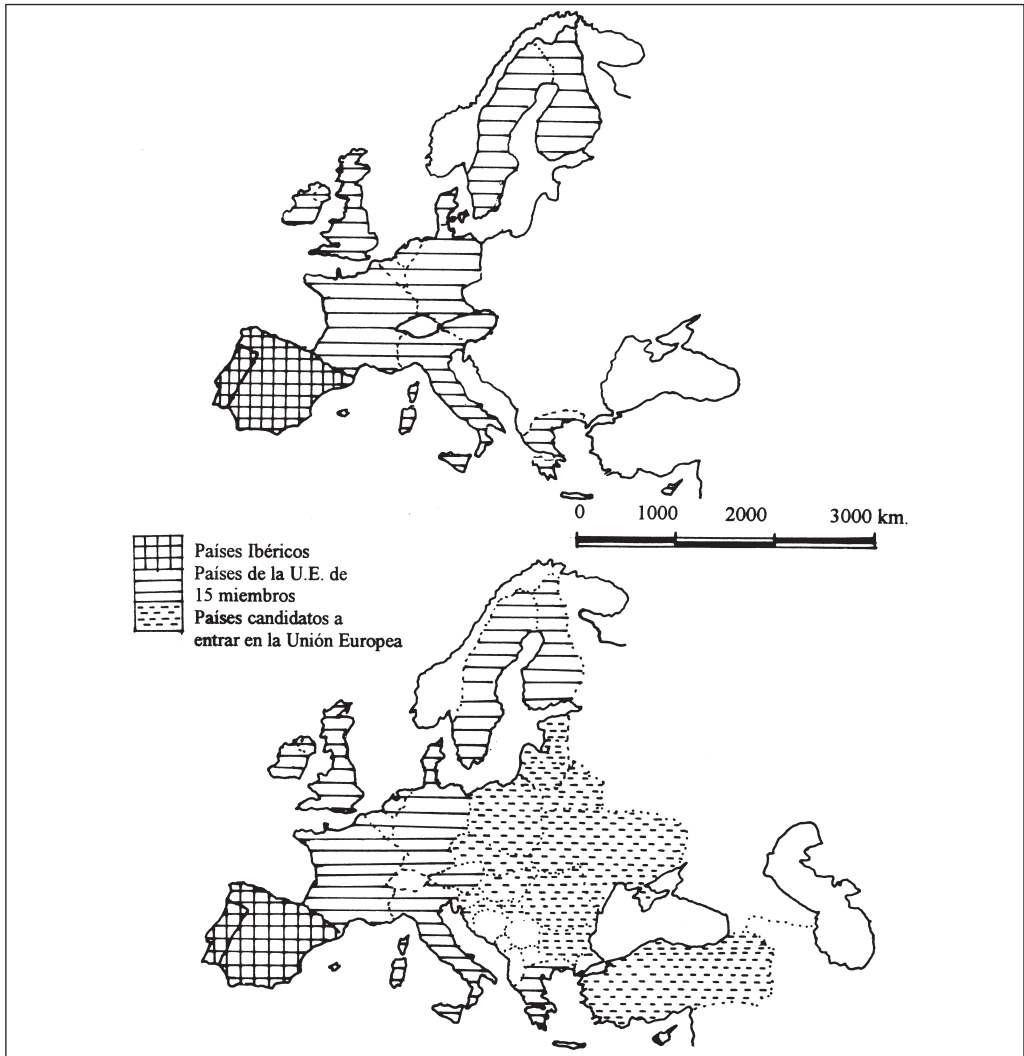 0 1000 2000 3000 km.
Países Ibéricos
Países de la U.E. de
15 miembros
Países candidatos a
entrar en la Unión Europea